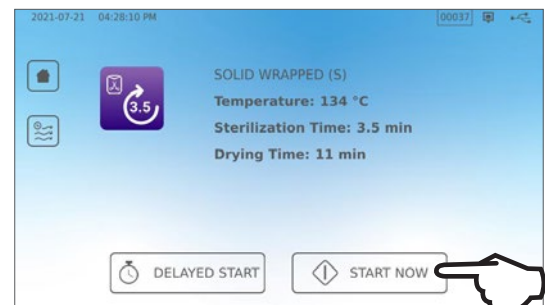 2021-07-21 04:28:10 PM 00037
SOLID WRAPPED (S)
3.5
Temperature: 134 °C
Sterilization Time: 3.5 min
Drying Time: 11 min
DELAYED START
START NOW